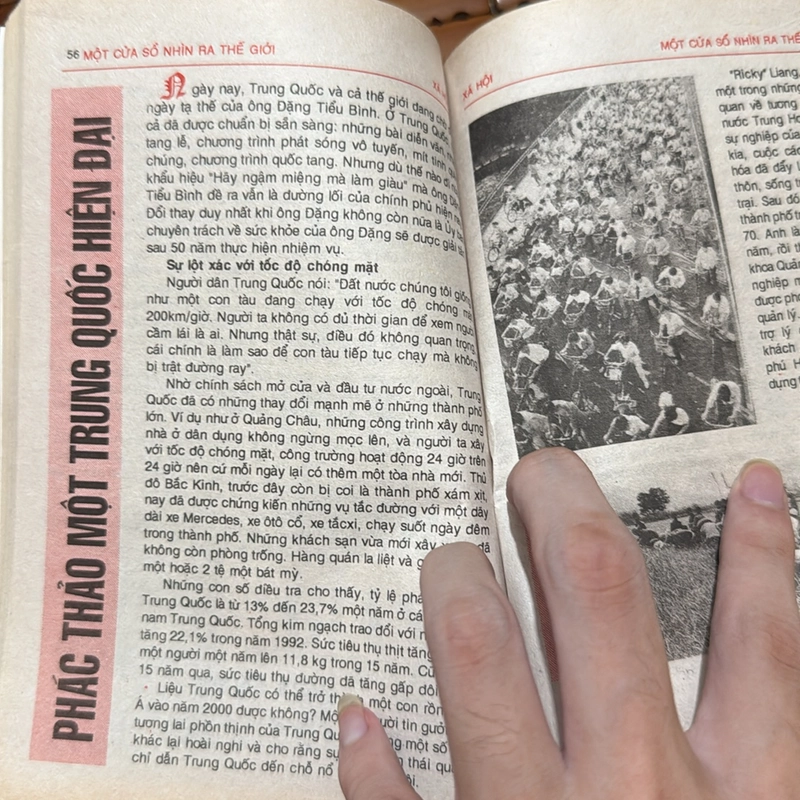 56 MỘT CỬA SỔ NHÌN RA THẾ GIỚI
XÃ
PHÁC THẢO MỘT TRUNG QUỐC HIỆN ĐẠI
Ngày nay, Trung Quốc và cả thế giới đang
ngày tạ thế của ông Đặng Tiểu Bình. Ở Trung Quốc
cả đã được chuẩn bị sẵn sàng: những bài diễn văn,
tang lễ, chương trình phát sóng vô tuyến, mít tinh
chúng, chương trình quốc tang. Nhưng dù thế nào đi
khẩu hiệu "Hãy ngậm miệng mà làm giàu" mà ông
Tiểu Bình đề ra vẫn là đường lối của chính phủ hiện
Đổi thay duy nhất khi ông Đặng không còn nữa là Ủy
chuyên trách về sức khỏe của ông Đặng sẽ được giải
sau 50 năm thực hiện nhiệm vụ.
Sự lột xác với tốc độ chóng mặt
Người dân Trung Quốc nói: "Đất nước chúng tôi giống
như một con tàu đang chạy với tốc độ chóng
200km/giờ. Người ta không có đủ thời gian để xem người
cầm lái là ai. Nhưng thật sự, điều đó không quan trọng,
cái chính là làm sao để con tàu tiếp tục chạy mà không
bị trật đường ray".
Nhờ chính sách mở cửa và đầu tư nước ngoài, Trung
Quốc đã có những thay đổi mạnh mẽ ở những thành phố
lớn. Ví dụ như ở Quảng Châu, những công trình xây dựng
nhà ở dân dụng không ngừng mọc lên, và người ta xây
với tốc độ chóng mặt, công trường hoạt động 24 giờ trên
24 giờ nên cứ mỗi ngày lại có thêm một tòa nhà mới. Thủ
đô Bắc Kinh, trước đây còn bị coi là thành phố xám xịt,
nay đã được chứng kiến những vụ tắc đường với một dãy
dài xe Mercedes, xe ôtô cổ, xe tắcxi, chạy suốt ngày đêm
trong thành phố. Những khách sạn vừa mới xây đã
không còn phòng trống. Hàng quán la liệt và
một hoặc 2 tệ một bát mỳ.
Những con số điều tra cho thấy, tỷ lệ
Trung Quốc là từ 13% đến 23,7% một năm ở
nam Trung Quốc. Tổng kim ngạch trao đổi với
tăng 22,1% trong năm 1992. Sức tiêu thụ thịt tăng
một người một năm lên 11,8 kg trong 15 năm.
15 năm qua, sức tiêu thụ đường đã tăng gấp đôi
Liệu Trung Quốc có thể trở một con
Á vào năm 2000 được không? người tin
tương lai phồn thịnh của Trung một số
khác lại hoài nghi và cho rằng thái
chỉ dẫn Trung Quốc đến chỗ nổ
XÃ HỘI
MỘT CỬA SỔ NHÌN RA THẾ
"Ricky" Liang,
một trong những
quan về tương
nước Trung
sự nghiệp của
kia, cuộc
hóa đã đẩy
thôn, sống
trại. Sau đó
thành phố
70. Anh là
năm, rồi
khoa Quản
nghiệp
được
quản lý.
trợ lý
khách
phủ
dựng